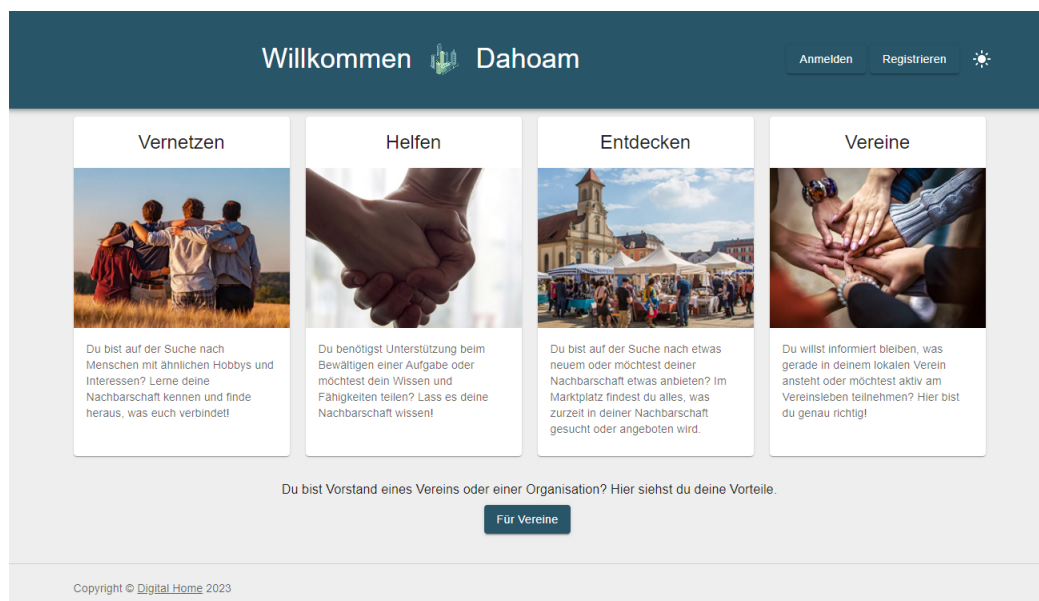 Willkommen Dahoam
Anmelden
Registrieren
Vernetzen
Du bist auf der Suche nach
Menschen mit ähnlichen Hobbys und
Interessen? Lerne deine
Nachbarschaft kennen und finde
heraus, was euch verbindet!
Helfen
Du benötigst Unterstützung beim
Bewältigen einer Aufgabe oder
möchtest dein Wissen und
Fähigkeiten teilen? Lass es deine
Nachbarschaft wissen!
Entdecken
Du bist auf der Suche nach etwas
neuem oder möchtest deiner
Nachbarschaft etwas anbieten? Im
Marktplatz findest du alles, was
zurzeit in deiner Nachbarschaft
gesucht oder angeboten wird.
Vereine
Du willst informiert bleiben, was
gerade in deinem lokalen Verein
ansteht oder möchtest aktiv am
Vereinsleben teilnehmen? Hier bist
du genau richtig!
Du bist Vorstand eines Vereins oder einer Organisation? Hier siehst du deine Vorteile.
Für Vereine
Copyright © Digital Home 2023